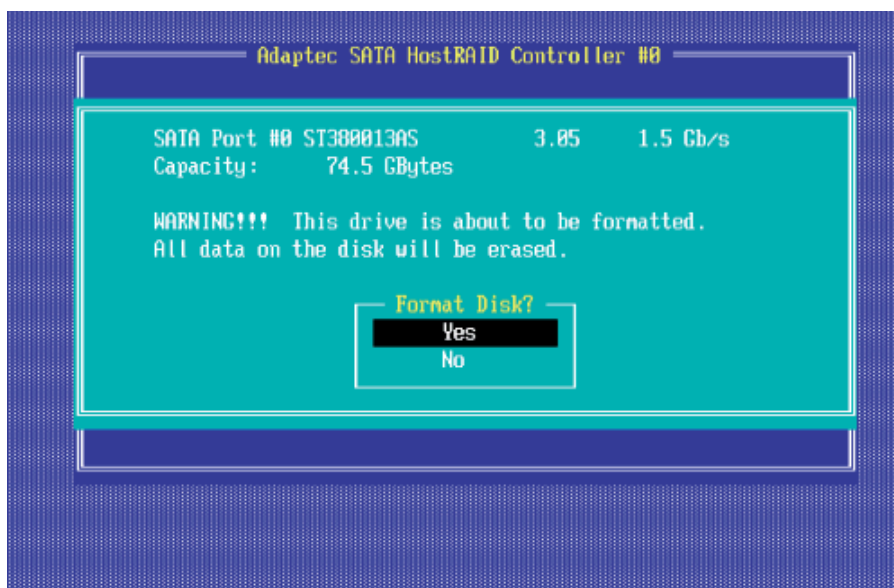 Adaptec SATA HostRAID Controller #0
SATA Port #0 ST380013AS 3.05 1.5 Gb/s
Capacity: 74.5 GBytes
WARNING!!! This drive is about to be formatted.
All data on the disk will be erased.
Format Disk?
Yes
No